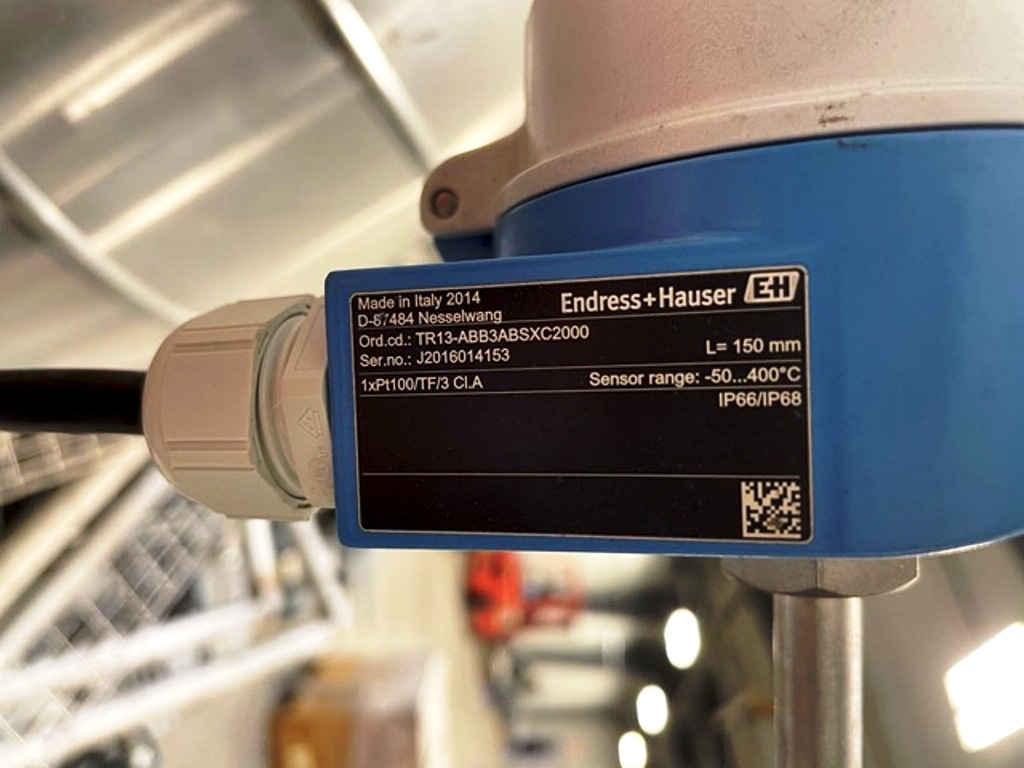 Made in Italy 2014
D-87484 Nesselwang
Endress+Hauser EH
Ord.cd.: TR13-ABB3ABSXC2000
Ser.no.: J2016014153
L= 150 mm
1xPt100/TF/3 Cl.A
Sensor range: -50...400°C
IP66/IP68